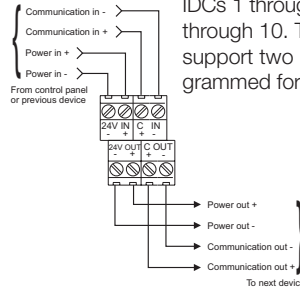 Communication in -
Communication in +
Power in +
Power in -
From control panel
or previous device
IDCs 1 throug
through 10. T
support two
grammed for
24V IN C IN
- + + -
24V OUT C OUT
- + + -
Power out +
Power out -
Communication out -
Communication out +
To next devic